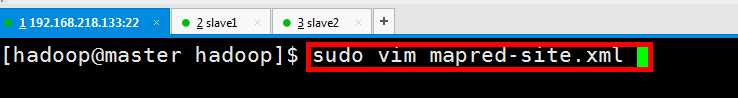 1 192.168.218.133:22 × 2 slave1 × 3 slave2 × +
[hadoop@master hadoop]$ sudo vim mapred-site.xml